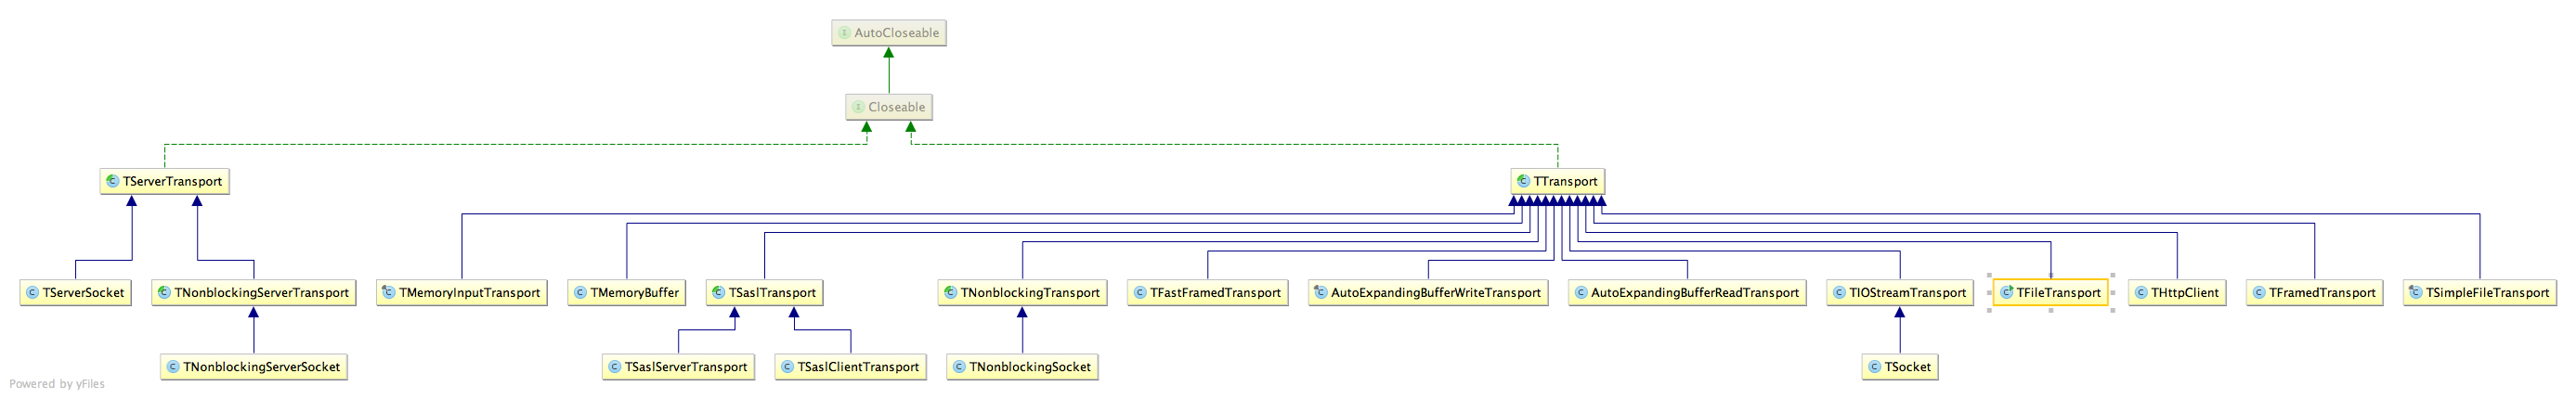 AutoCloseable
Closeable
TServerTransport
TTransport
TServerSocket
TNonblockingServerTransport
TMemoryInputTransport
TMemoryBuffer
TSaslTransport
TNonblockingTransport
TFastFramedTransport
AutoExpandingBufferWriteTransport
AutoExpandingBufferReadTransport
TIOStreamTransport
TFileTransport
THttpClient
TFramedTransport
TSimpleFileTransport
TNonblockingServerSocket
TSaslServerTransport
TSaslClientTransport
TNonblockingSocket
TSocket
Powered by yFiles